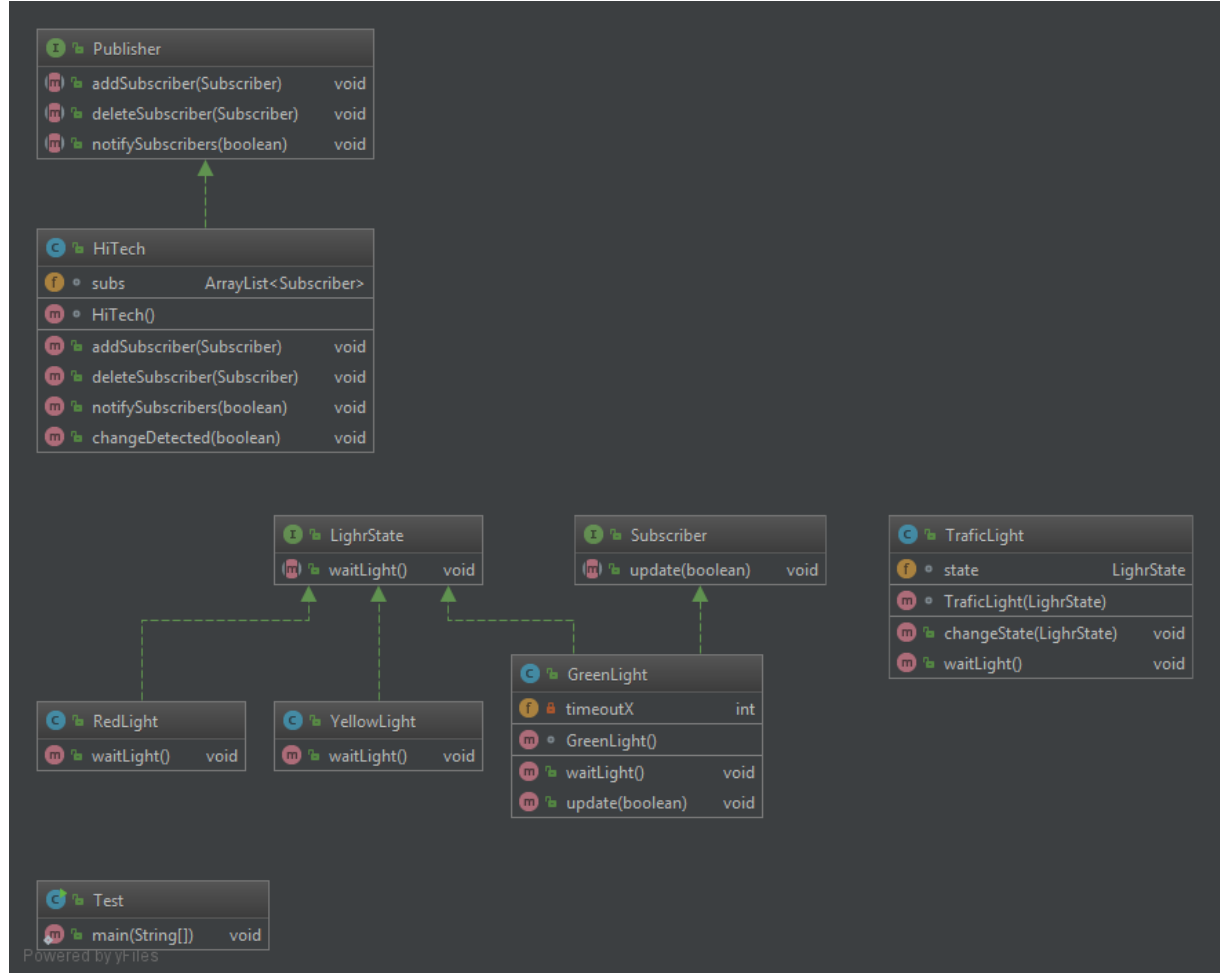 Publisher
addSubscriber(Subscriber) void
deleteSubscriber(Subscriber) void
notifySubscribers(boolean) void
HiTech
subs ArrayList<Subscriber>
HiTech()
addSubscriber(Subscriber) void
deleteSubscriber(Subscriber) void
notifySubscribers(boolean) void
changeDetected(boolean) void
LighrState
waitLight() void
Subscriber
update(boolean) void
TraficLight
state LighrState
TraficLight(LighrState)
changeState(LighrState) void
waitLight() void
RedLight
waitLight() void
YellowLight
waitLight() void
GreenLight
timeoutX int
GreenLight()
waitLight() void
update(boolean) void
Test
main(String[]) void
Powered by yFiles